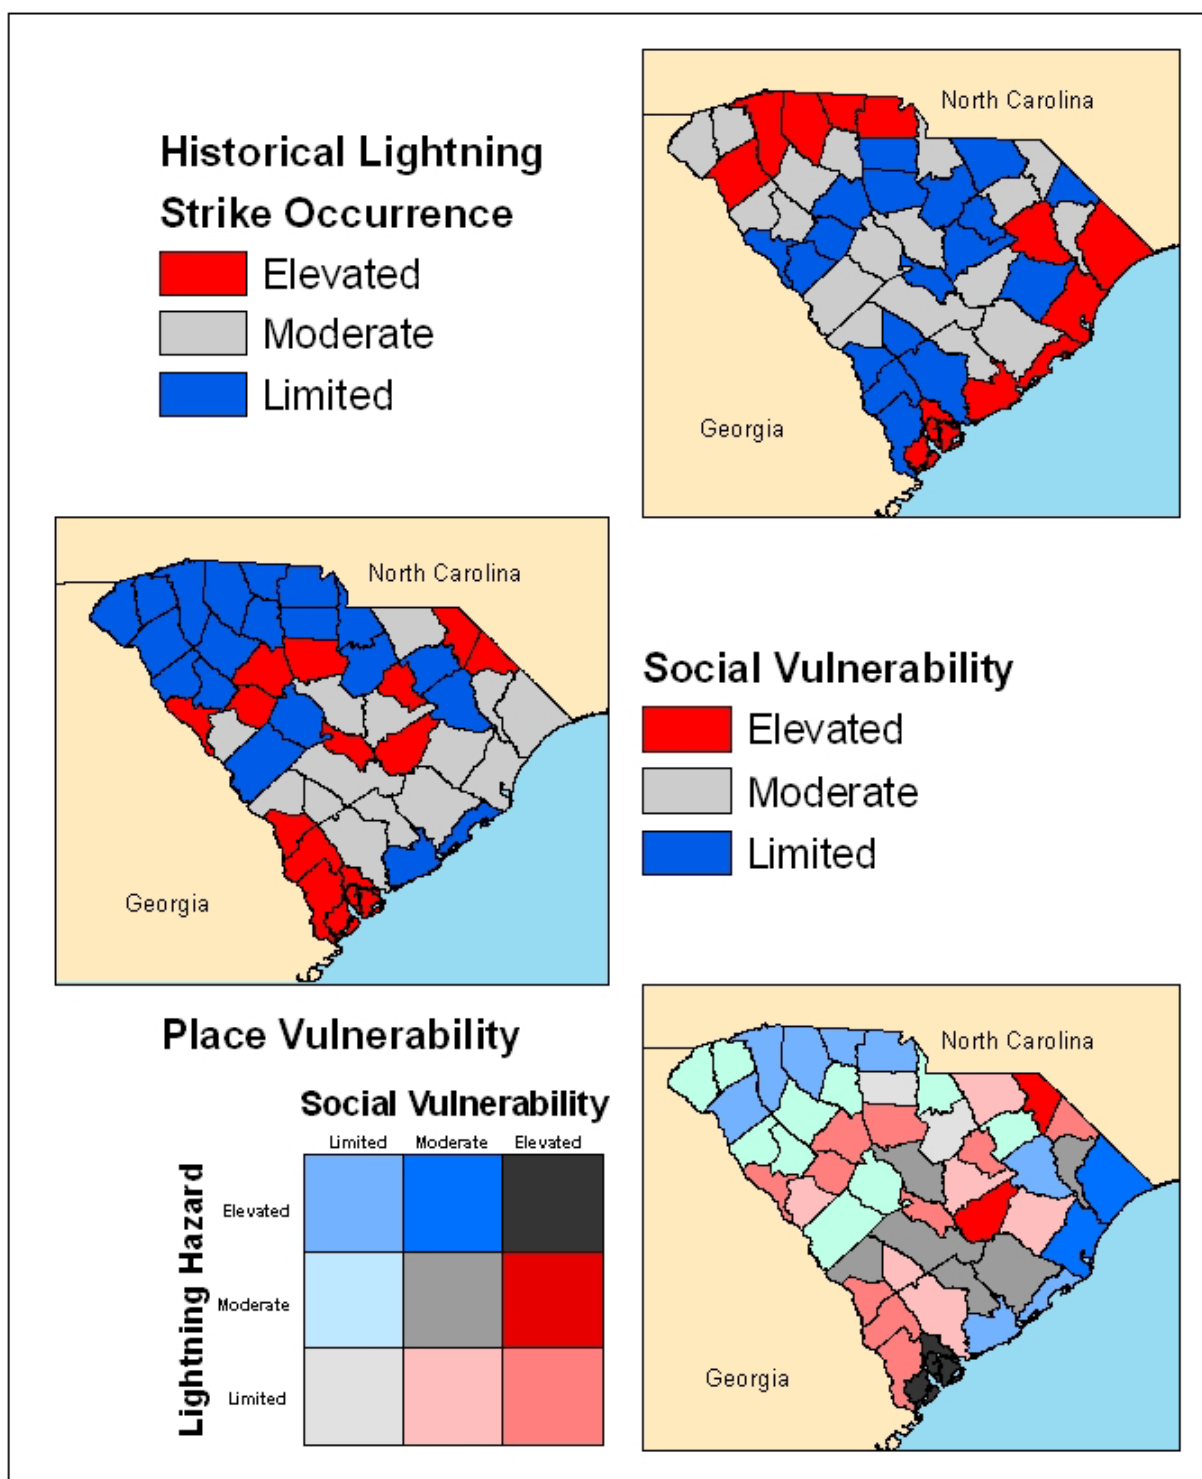 North Carolina
Historical Lightning
Strike Occurrence
Elevated
Moderate
Limited
Georgia
North Carolina
Social Vulnerability
Elevated
Moderate
Limited
Georgia
Place Vulnerability
North Carolina
Social Vulnerability
Limited Moderate Elevated
Lightning Hazard
Elevated
Moderate
Limited
Georgia